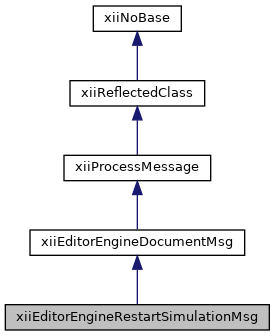 xiiNoBase
xiiReflectedClass
xiiProcessMessage
xiiEditorEngineDocumentMsg
xiiEditorEngineRestartSimulationMsg